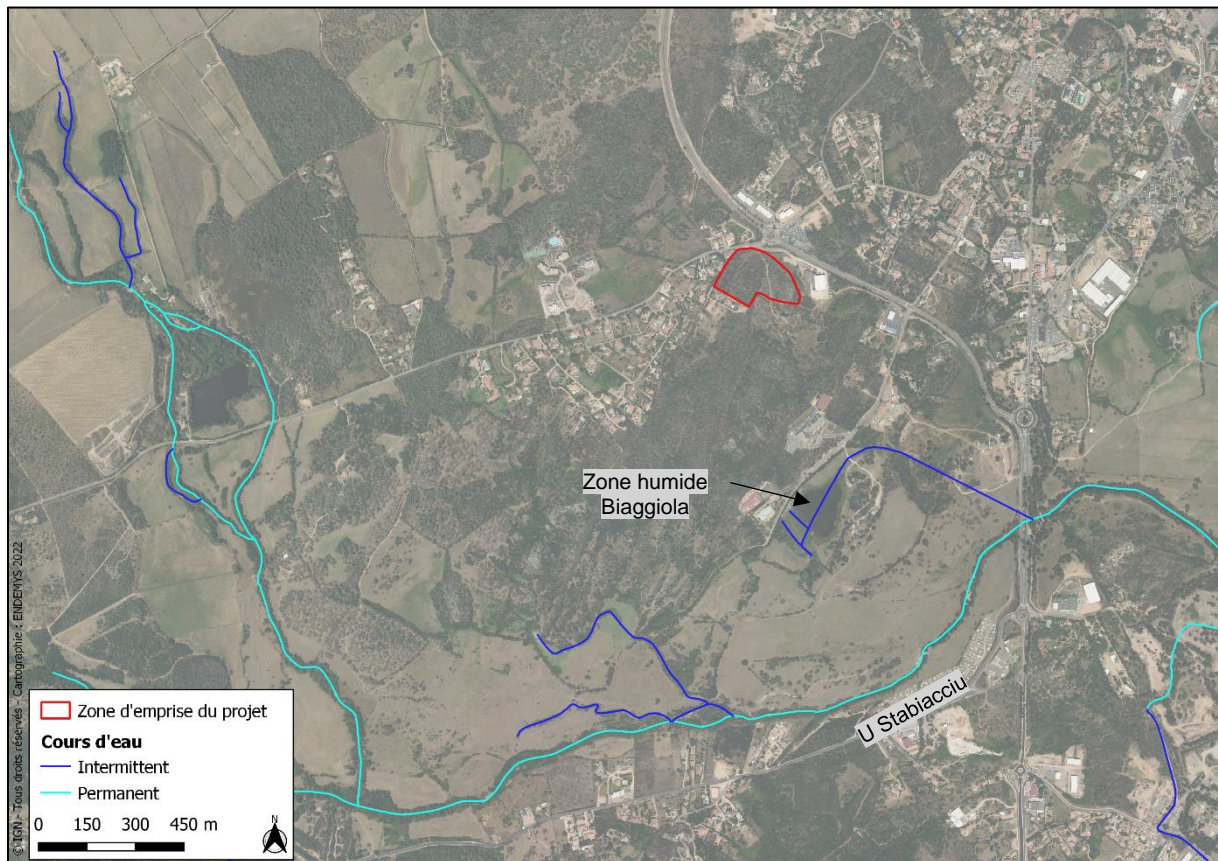 Zone humide
Biaggiola
U Stabiacciu
© IGN - Tous droits réservés - Cartographie : ENDEMYS 2022
Zone d'emprise du projet
Cours d'eau
Intermittent
Permanent
0 150 300 450 m
N